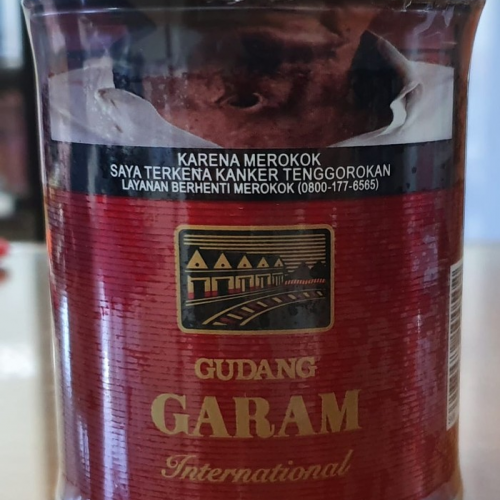 KARENA MEROKOK
SAYA TERKENA KANKER TENGGOROKAN
LAYANAN BERHENTI MEROKOK (0800-177-6565)
GUDANG
GARAM
International